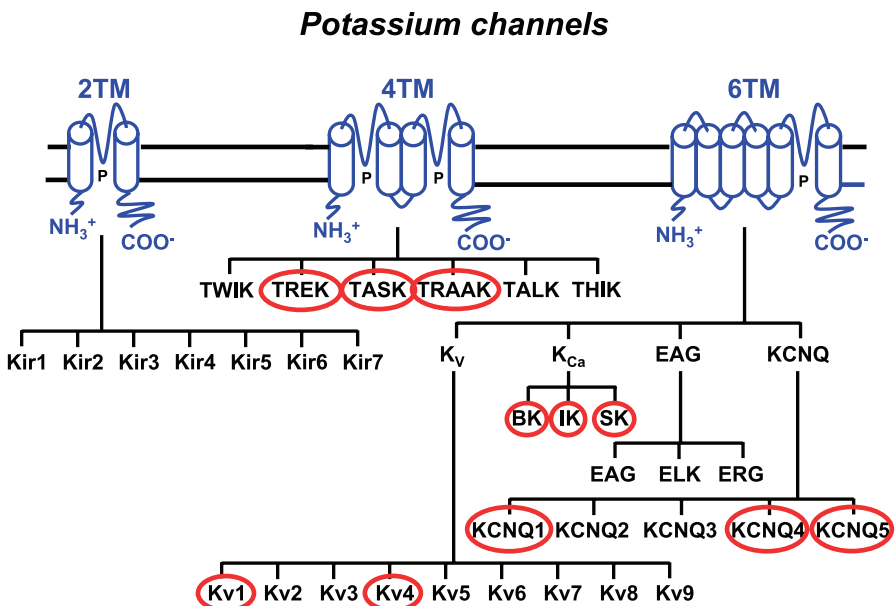 Potassium channels
2TM 4TM 6TM
P P P P
NH₃⁺ COO⁻ NH₃⁺ COO⁻ NH₃⁺ COO⁻
TWIK TREK TASK TRAAK TALK THIK
Kir1 Kir2 Kir3 Kir4 Kir5 Kir6 Kir7
K_V K_Ca EAG KCNQ
BK IK SK
EAG ELK ERG
KCNQ1 KCNQ2 KCNQ3 KCNQ4 KCNQ5
Kv1 Kv2 Kv3 Kv4 Kv5 Kv6 Kv7 Kv8 Kv9